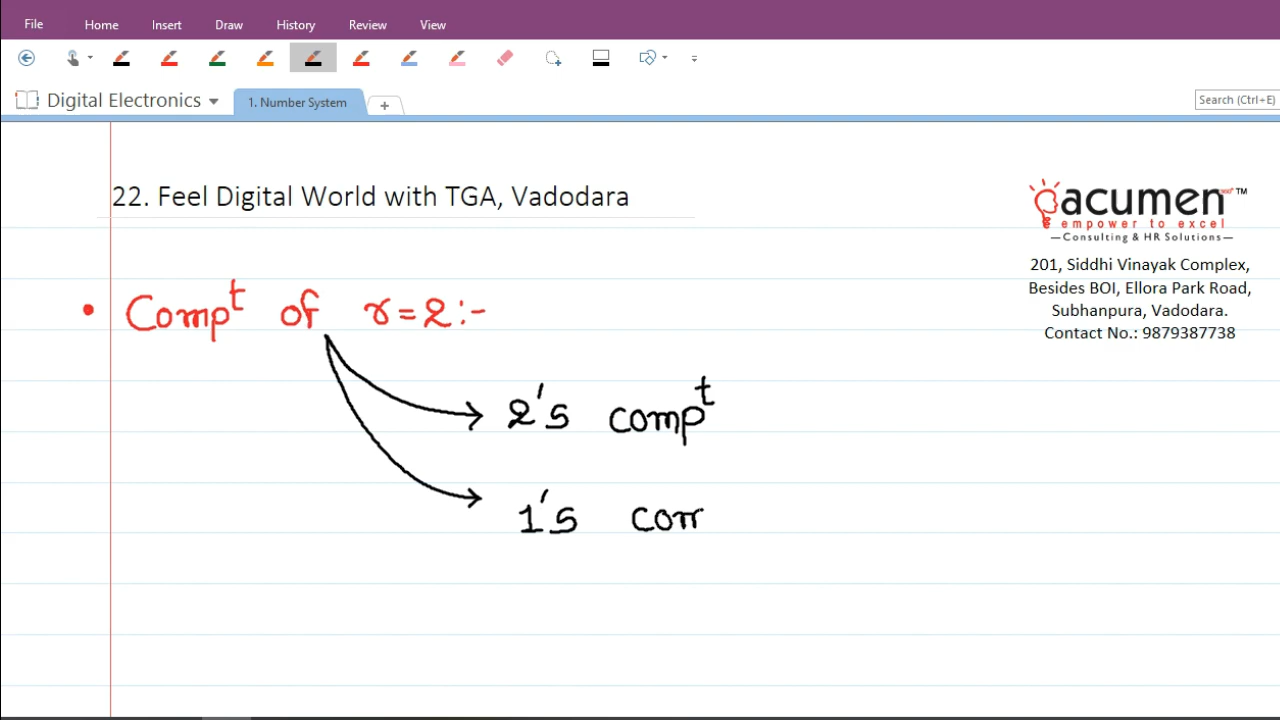 File Home Insert Draw History Review View
Digital Electronics 1. Number System + Search (Ctrl+E)
22. Feel Digital World with TGA, Vadodara
acumen TM
empower to excel
—Consulting & HR Solutions—
201, Siddhi Vinayak Complex,
Besides BOI, Ellora Park Road,
Subhanpura, Vadodara.
Contact No.: 9879387738
• Compᵗ of r=2:-
2's compᵗ
1's com